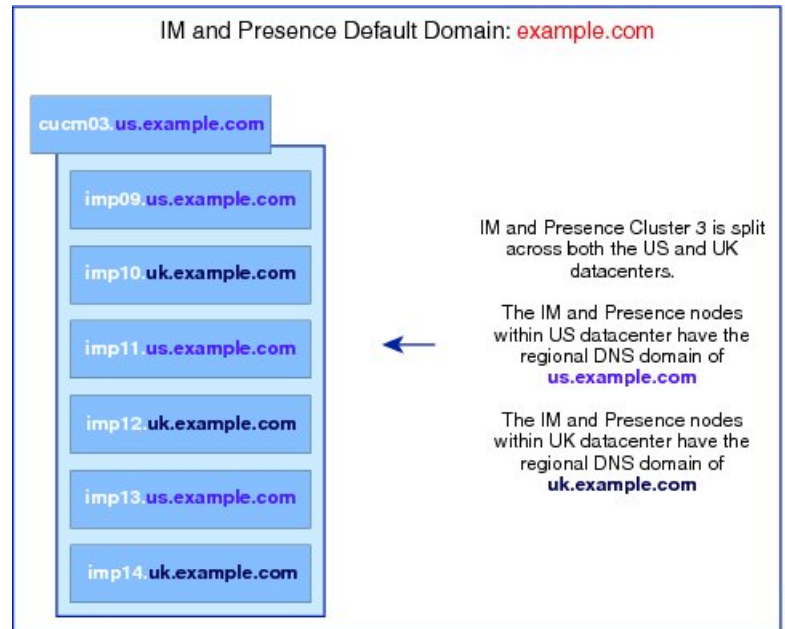 IM and Presence Default Domain: example.com
cucm03.us.example.com
imp09.us.example.com
imp10.uk.example.com
imp11.us.example.com
imp12.uk.example.com
imp13.us.example.com
imp14.uk.example.com
IM and Presence Cluster 3 is split
across both the US and UK
datacenters.
The IM and Presence nodes
within US datacenter have the
regional DNS domain of
us.example.com
The IM and Presence nodes
within UK datacenter have the
regional DNS domain of
uk.example.com